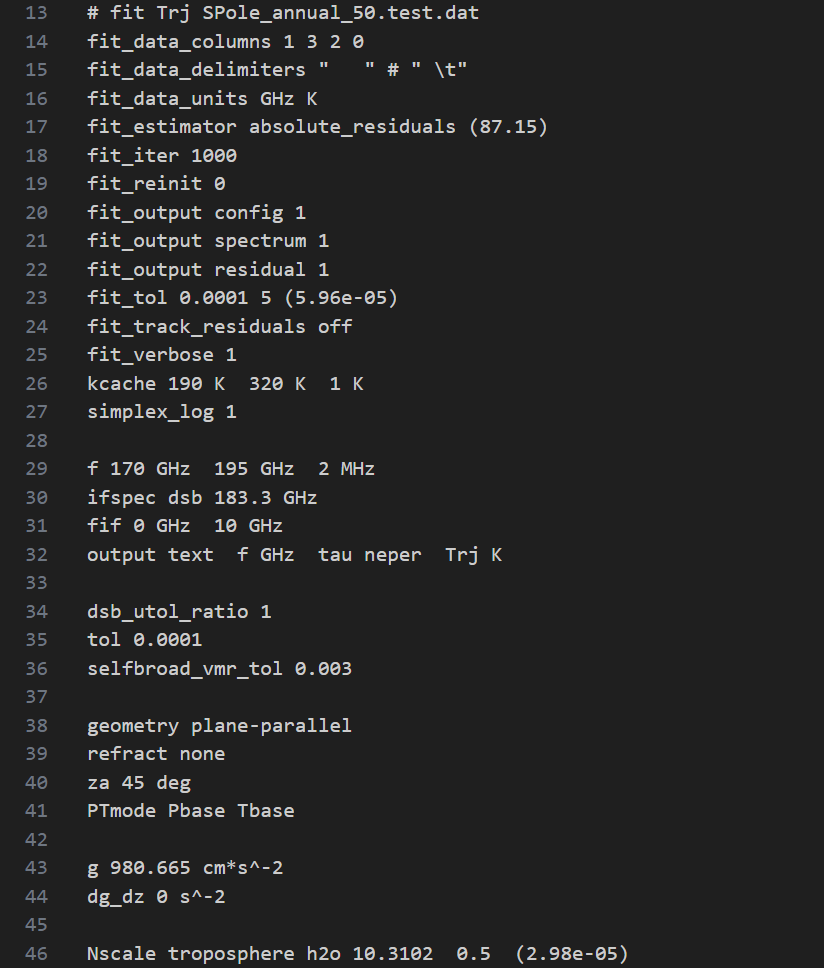 13 # fit Trj SPole_annual_50.test.dat
14 fit_data_columns 1 3 2 0
15 fit_data_delimiters "   " # " \t"
16 fit_data_units GHz K
17 fit_estimator absolute_residuals (87.15)
18 fit_iter 1000
19 fit_reinit 0
20 fit_output config 1
21 fit_output spectrum 1
22 fit_output residual 1
23 fit_tol 0.0001 5 (5.96e-05)
24 fit_track_residuals off
25 fit_verbose 1
26 kcache 190 K  320 K  1 K
27 simplex_log 1
28
29 f 170 GHz  195 GHz  2 MHz
30 ifspec dsb 183.3 GHz
31 fif 0 GHz  10 GHz
32 output text  f GHz  tau neper  Trj K
33
34 dsb_utol_ratio 1
35 tol 0.0001
36 selfbroad_vmr_tol 0.003
37
38 geometry plane-parallel
39 refract none
40 za 45 deg
41 PTmode Pbase Tbase
42
43 g 980.665 cm*s^-2
44 dg_dz 0 s^-2
45
46 Nscale troposphere h2o 10.3102  0.5  (2.98e-05)